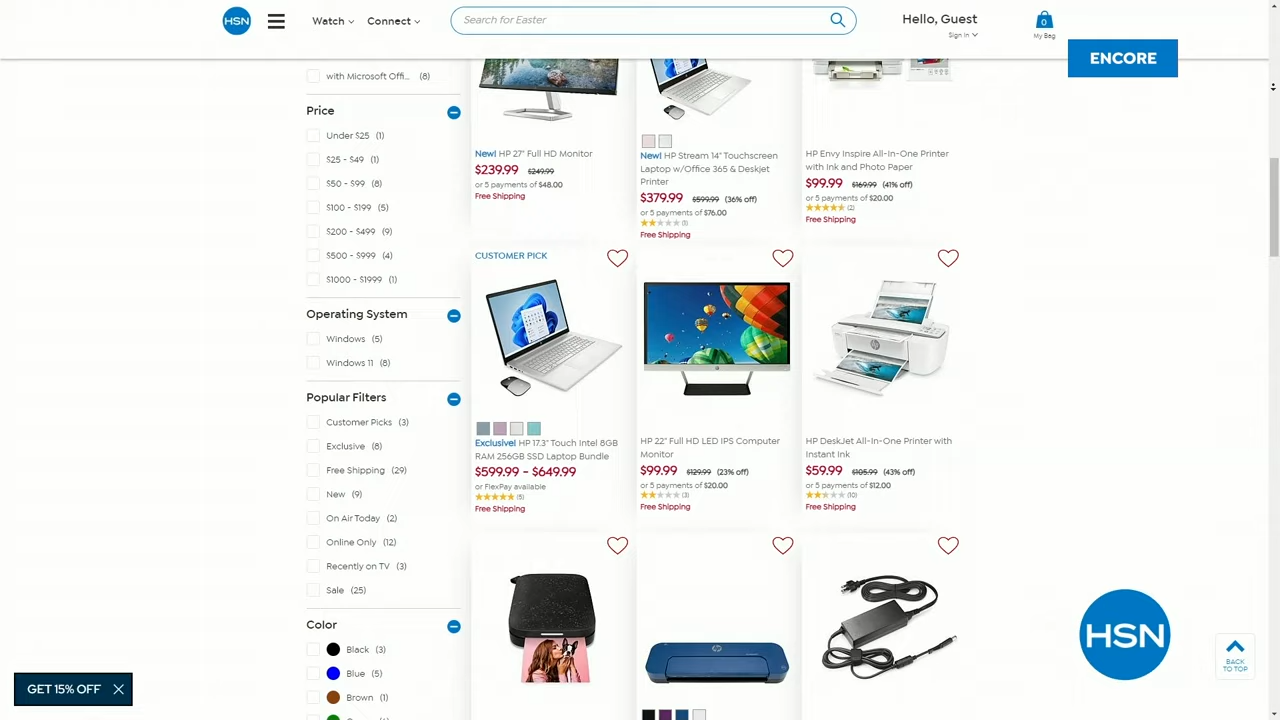 HSN
Watch
Connect
Search for Easter
Hello, Guest
Sign In
0
My Bag
ENCORE
with Microsoft Offi... (8)
Price
Under $25 (1)
$25 - $49 (1)
$50 - $99 (8)
$100 - $199 (5)
$200 - $499 (9)
$500 - $999 (4)
$1000 - $1999 (1)
Operating System
Windows (5)
Windows 11 (8)
Popular Filters
Customer Picks (3)
Exclusive (8)
Free Shipping (29)
New (9)
On Air Today (2)
Online Only (12)
Recently on TV (3)
Sale (25)
Color
Black (3)
Blue (5)
Brown (1)
New! HP 27" Full HD Monitor
$239.99 $249.99
or 5 payments of $48.00
Free Shipping
New! HP Stream 14" Touchscreen
Laptop w/Office 365 & Deskjet
Printer
$379.99 $599.99 (36% off)
or 5 payments of $76.00
(1)
Free Shipping
HP Envy Inspire All-In-One Printer
with Ink and Photo Paper
$99.99 $169.99 (41% off)
or 5 payments of $20.00
(2)
Free Shipping
CUSTOMER PICK
Exclusive! HP 17.3" Touch Intel 8GB
RAM 256GB SSD Laptop Bundle
$599.99 - $649.99
or FlexPay available
(5)
Free Shipping
HP 22" Full HD LED IPS Computer
Monitor
$99.99 $129.99 (23% off)
or 5 payments of $20.00
(3)
Free Shipping
HP DeskJet All-In-One Printer with
Instant Ink
$59.99 $105.99 (43% off)
or 5 payments of $12.00
(10)
Free Shipping
GET 15% OFF
HSN
BACK
TO TOP